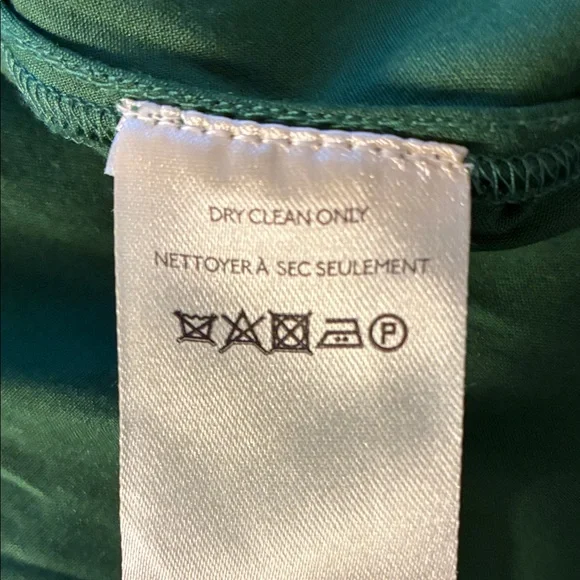 DRY CLEAN ONLY
NETTOYER À SEC SEULEMENT
P